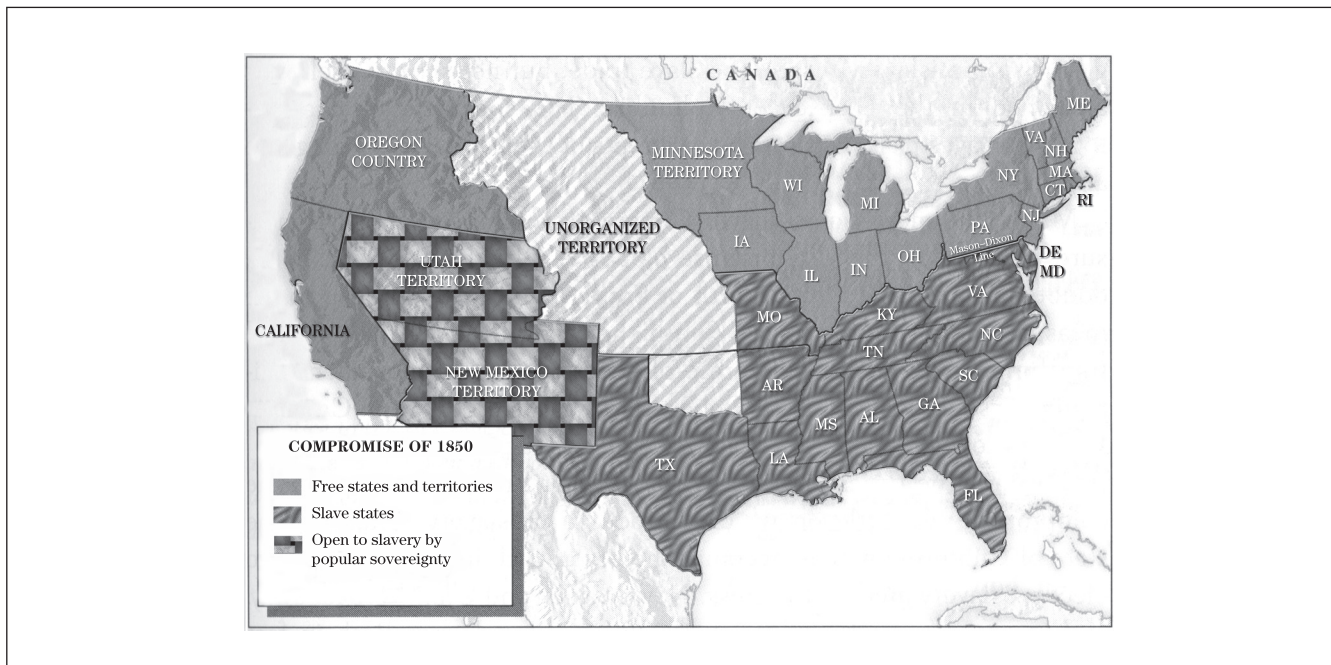 CANADA
OREGON
COUNTRY
MINNESOTA
TERRITORY
ME
VA
NH
NY
MA
CT
RI
WI
MI
UNORGANIZED
TERRITORY
IA
PA
NJ
Mason–Dixon
Line
DE
MD
OH
IL
IN
UTAH
TERRITORY
VA
CALIFORNIA
MO
KY
NC
TN
NEW MEXICO
TERRITORY
AR
SC
GA
MS
AL
TX
LA
FL
COMPROMISE OF 1850
Free states and territories
Slave states
Open to slavery by
popular sovereignty